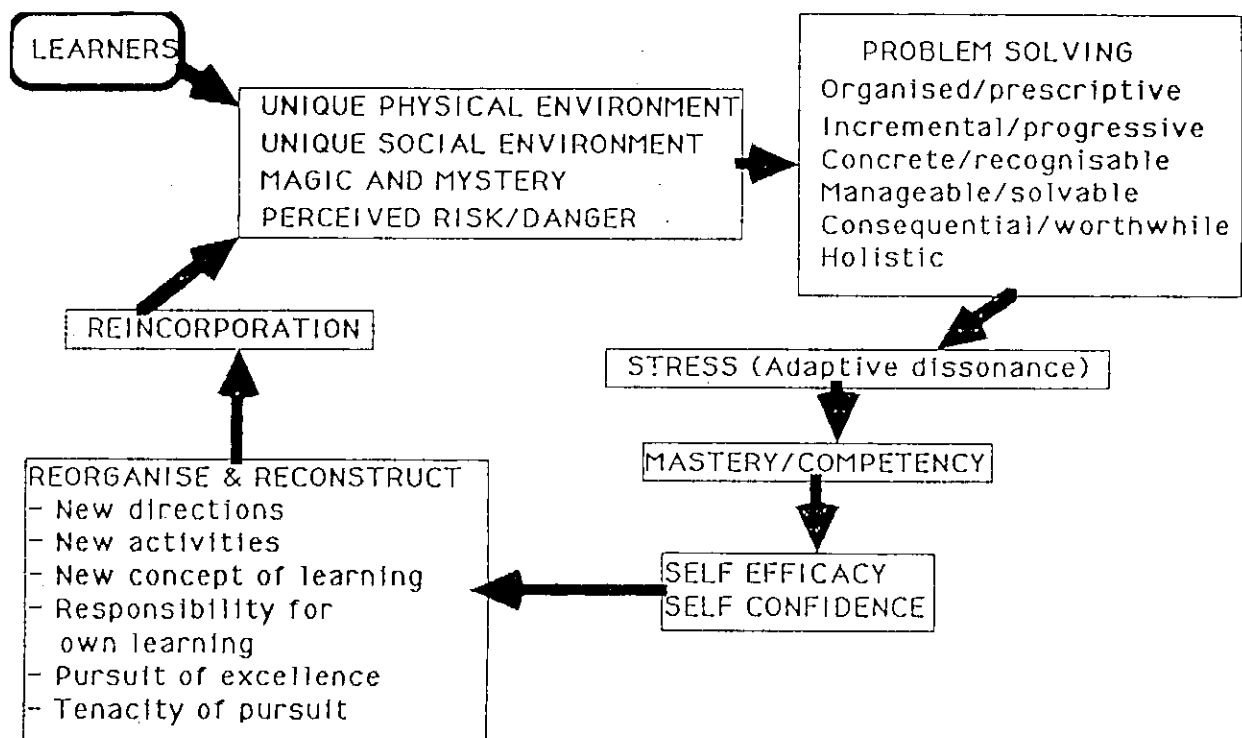 LEARNERS
UNIQUE PHYSICAL ENVIRONMENT
UNIQUE SOCIAL ENVIRONMENT
MAGIC AND MYSTERY
PERCEIVED RISK/DANGER
PROBLEM SOLVING
Organised/prescriptive
Incremental/progressive
Concrete/recognisable
Manageable/solvable
Consequential/worthwhile
Holistic
STRESS (Adaptive dissonance)
MASTERY/COMPETENCY
SELF EFFICACY
SELF CONFIDENCE
REORGANISE & RECONSTRUCT
- New directions
- New activities
- New concept of learning
- Responsibility for
own learning
- Pursuit of excellence
- Tenacity of pursuit
REINCORPORATION